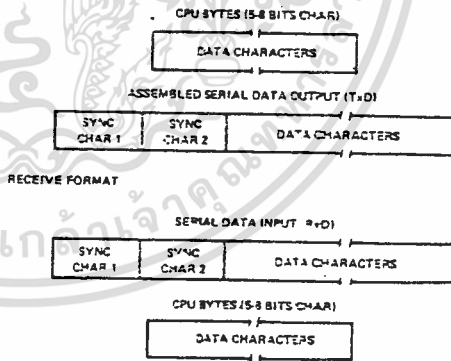 CPU BYTES (5-8 BITS CHAR)
DATA CHARACTERS
ASSEMBLED SERIAL DATA OUTPUT (TxD)
SYNC CHAR 1
SYNC CHAR 2
DATA CHARACTERS
RECEIVE FORMAT
SERIAL DATA INPUT RxD)
SYNC CHAR 1
SYNC CHAR 2
DATA CHARACTERS
CPU BYTES (5-8 BITS CHAR)
DATA CHARACTERS